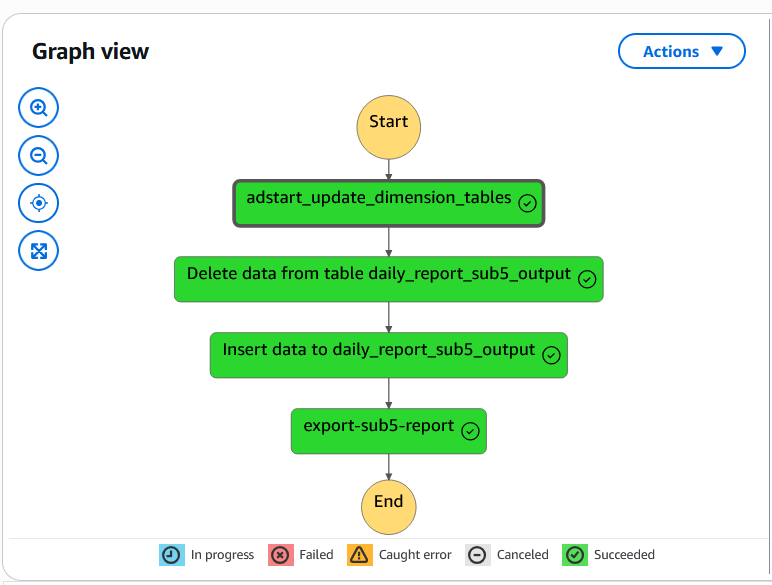 Graph view
Actions
Start
adstart_update_dimension_tables
Delete data from table daily_report_sub5_output
Insert data to daily_report_sub5_output
export-sub5-report
End
In progress Failed Caught error Canceled Succeeded